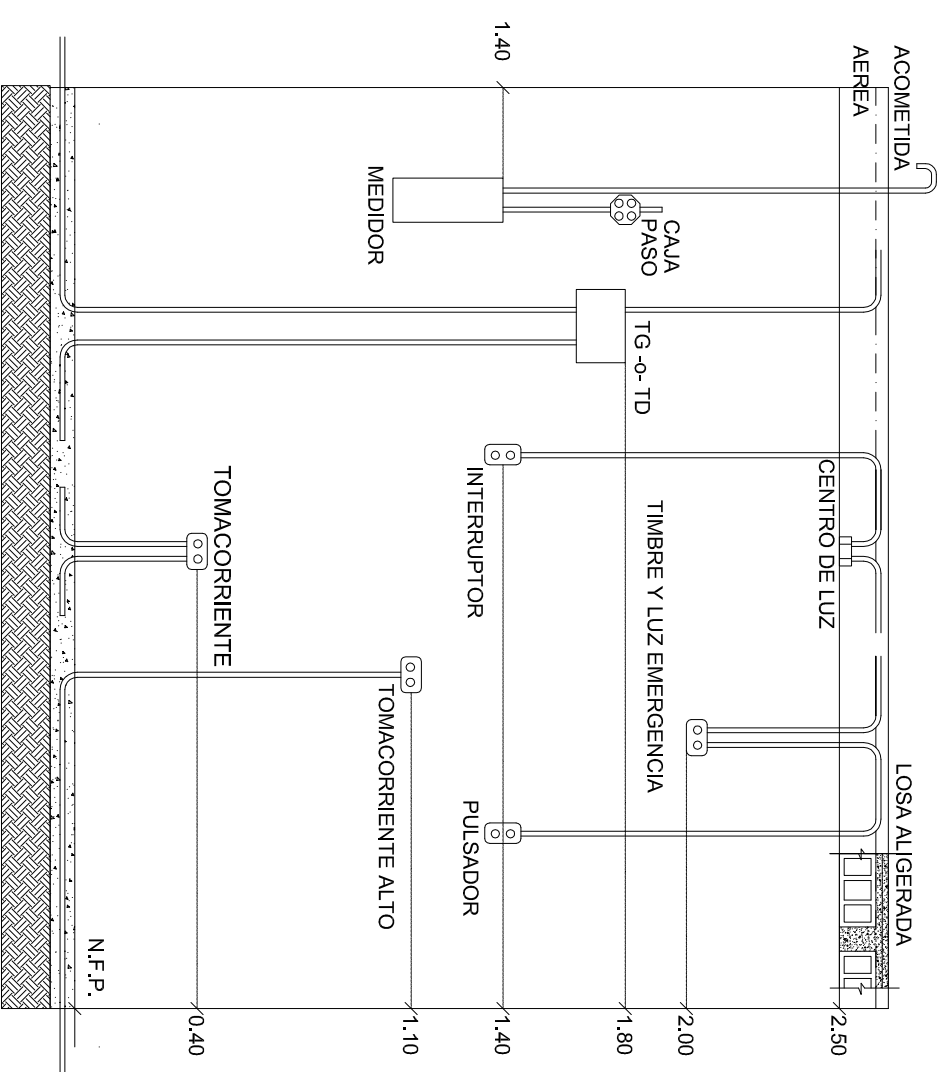 ACOMETIDA
AEREA
LOSA ALIGERADA
CENTRO DE LUZ
2.50
CAJA
PASO
TIMBRE Y LUZ EMERGENCIA
2.00
TG -o- TD
1.80
1.40
INTERRUPTOR
PULSADOR
1.40
MEDIDOR
TOMACORRIENTE ALTO
1.10
TOMACORRIENTE
0.40
N.F.P.